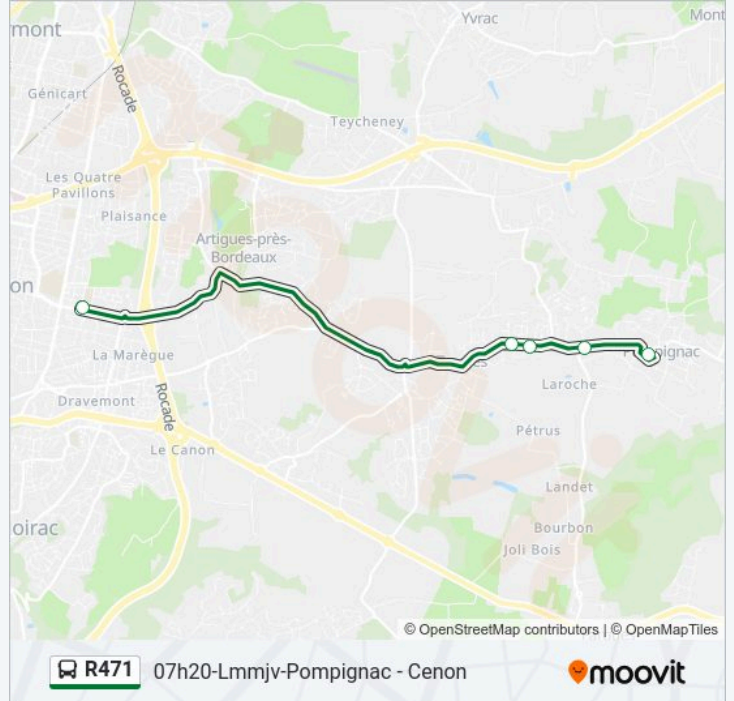 Yvrac
Mont
mont
Rocade
Génicart
Teycheney
Les Quatre
Pavillons
Plaisance
Artigues-près-
Bordeaux
on
La Marègue
Laroche
Rocade
Dravemont
Pétrus
Le Canon
Landet
oirac
Bourbon
Joli Bois
© OpenStreetMap contributors | © OpenMapTiles
R471 07h20-Lmmjv-Pompignac - Cenon moovit